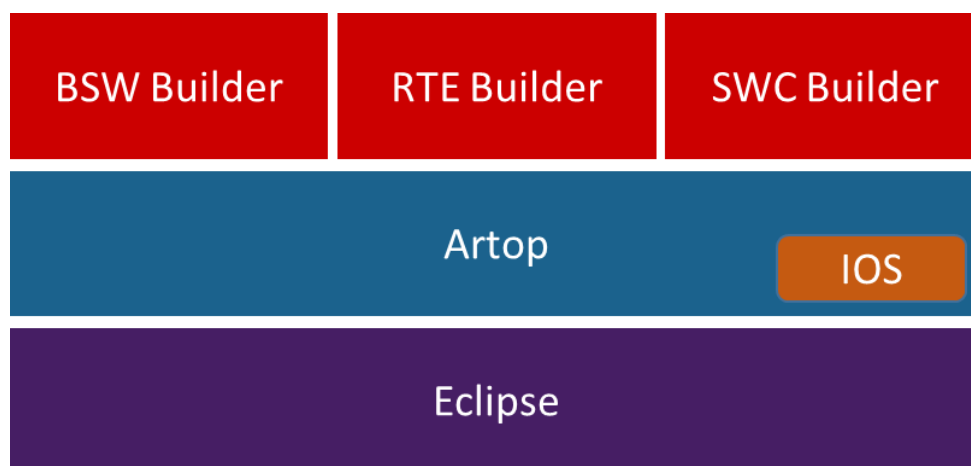 BSW Builder
RTE Builder
SWC Builder
Artop
IOS
Eclipse